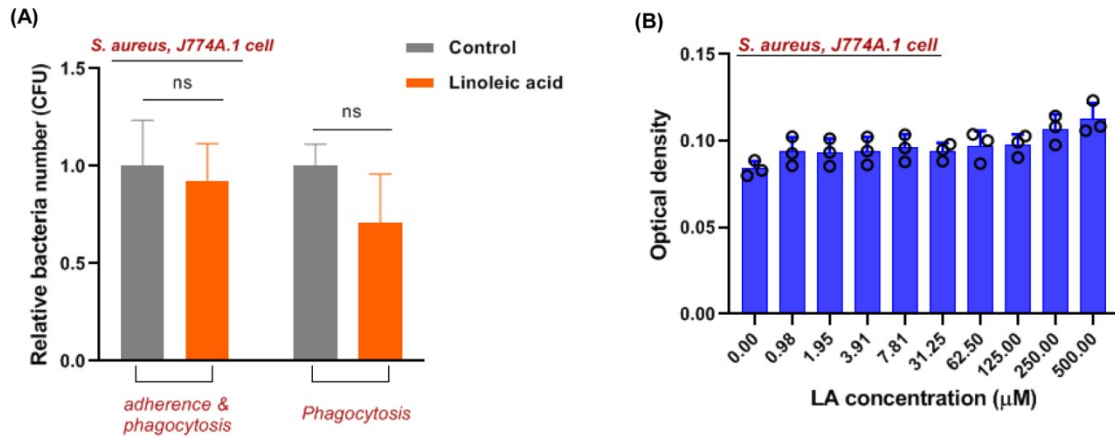 (A)
S. aureus, J774A.1 cell
Control
Linoleic acid
ns
ns
Relative bacteria number (CFU)
1.5
1.0
0.5
0.0
adherence &
phagocytosis
Phagocytosis
(B)
S. aureus, J774A.1 cell
Optical density
0.15
0.10
0.05
0.00
0.00
0.98
1.95
3.91
7.81
31.25
62.50
125.00
250.00
500.00
LA concentration (μM)